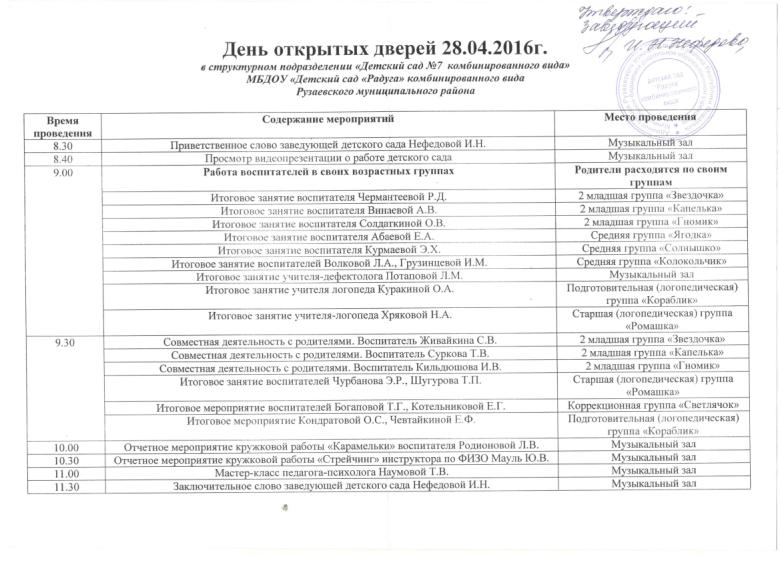 Утверждаю!
Заведующий
И. Н. Нефедова
День открытых дверей 28.04.2016г.
в структурном подразделении «Детский сад №7 комбинированного вида»
МБДОУ «Детский сад «Радуга» комбинированного вида
Рузаевского муниципального района
детский сад
комбинированного
вида
Время Содержание мероприятий Место проведения
проведения
8.30 Приветственное слово заведующей детского сада Нефедовой И.Н. Музыкальный зал
8.40 Просмотр видеопрезентации о работе детского сада Музыкальный зал
9.00 Работа воспитателей в своих возрастных группах Родители расходятся по своим
группам
Итоговое занятие воспитателя Чермантеевой Р.Д. 2 младшая группа «Звездочка»
Итоговое занятие воспитателя Винаевой А.В. 2 младшая группа «Капелька»
Итоговое занятие воспитателя Солдаткиной О.В. 2 младшая группа «Гномик»
Итоговое занятие воспитателя Абаевой Е.А. Средняя группа «Ягодка»
Итоговое занятие воспитателя Курмаевой Э.Х. Средняя группа «Солнышко»
Итоговое занятие воспитателей Волковой Л.А., Грузинцевой И.М. Средняя группа «Колокольчик»
Итоговое занятие учителя-дефектолога Потаповой Л.М. Музыкальный зал
Итоговое занятие учителя логопеда Куракиной О.А. Подготовительная (логопедическая)
группа «Кораблик»
Итоговое занятие учителя-логопеда Хряковой Н.А. Старшая (логопедическая) группа
«Ромашка»
9.30 Совместная деятельность с родителями. Воспитатель Живайкина С.В. 2 младшая группа «Звездочка»
Совместная деятельность с родителями. Воспитатель Суркова Т.В. 2 младшая группа «Капелька»
Совместная деятельность с родителями. Воспитатель Кильдюшова И.В. 2 младшая группа «Гномик»
Итоговое занятие воспитателей Чурбанова Э.Р., Шугурова Т.П. Старшая (логопедическая) группа
«Ромашка»
Итоговое мероприятие воспитателей Богаповой Т.Г., Котельниковой Е.Г. Коррекционная группа «Светлячок»
Итоговое мероприятие Кондратовой О.С., Чевтайкиной Е.Ф. Подготовительная (логопедическая)
группа «Кораблик»
10.00 Отчетное мероприятие кружковой работы «Карамельки» воспитателя Родионовой Л.В. Музыкальный зал
10.30 Отчетное мероприятие кружковой работы «Стрейчинг» инструктора по ФИЗО Мауль Ю.В. Музыкальный зал
11.00 Мастер-класс педагога-психолога Наумовой Т.В. Музыкальный зал
11.30 Заключительное слово заведующей детского сада Нефедовой И.Н. Музыкальный зал